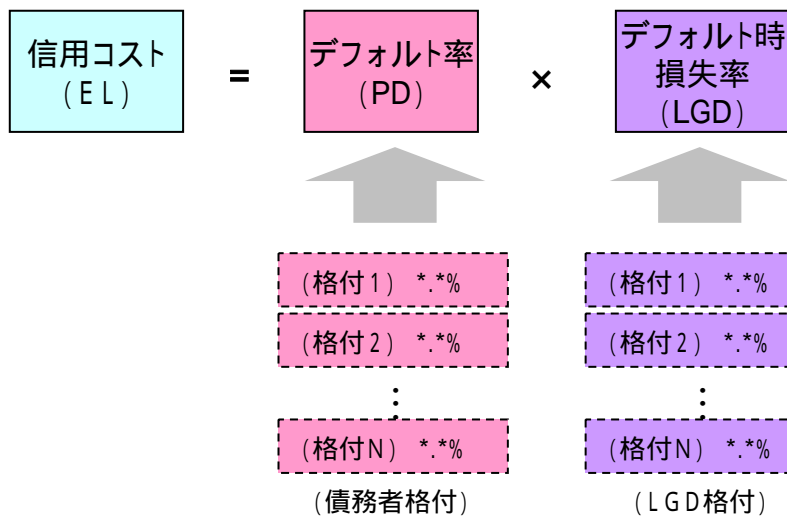 信用コスト
(EL)
=
デフォルト率
(PD)
×
デフォルト時
損失率
(LGD)
(格付1) *.*%
(格付2) *.*%
⋮
(格付N) *.*%
(債務者格付)
(格付1) *.*%
(格付2) *.*%
⋮
(格付N) *.*%
(LGD格付)